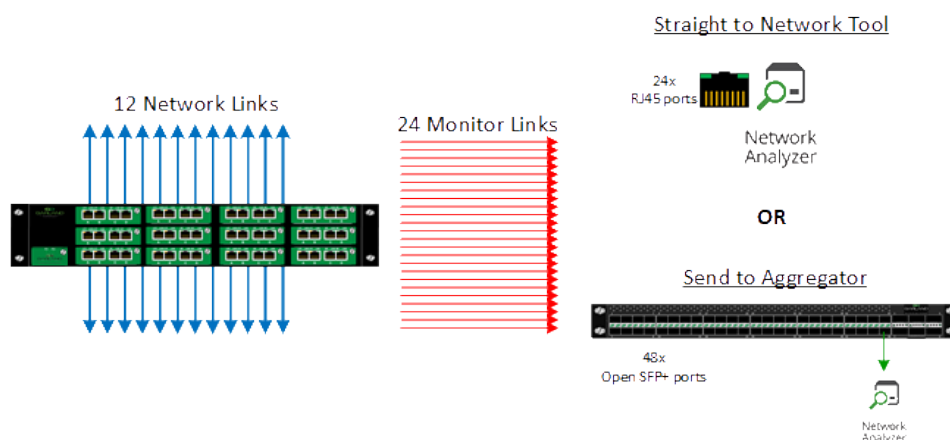 Straight to Network Tool
24x
RJ45 ports
Network
Analyzer
12 Network Links
24 Monitor Links
OR
Send to Aggregator
48x
Open SFP+ ports
Network
Analyzer